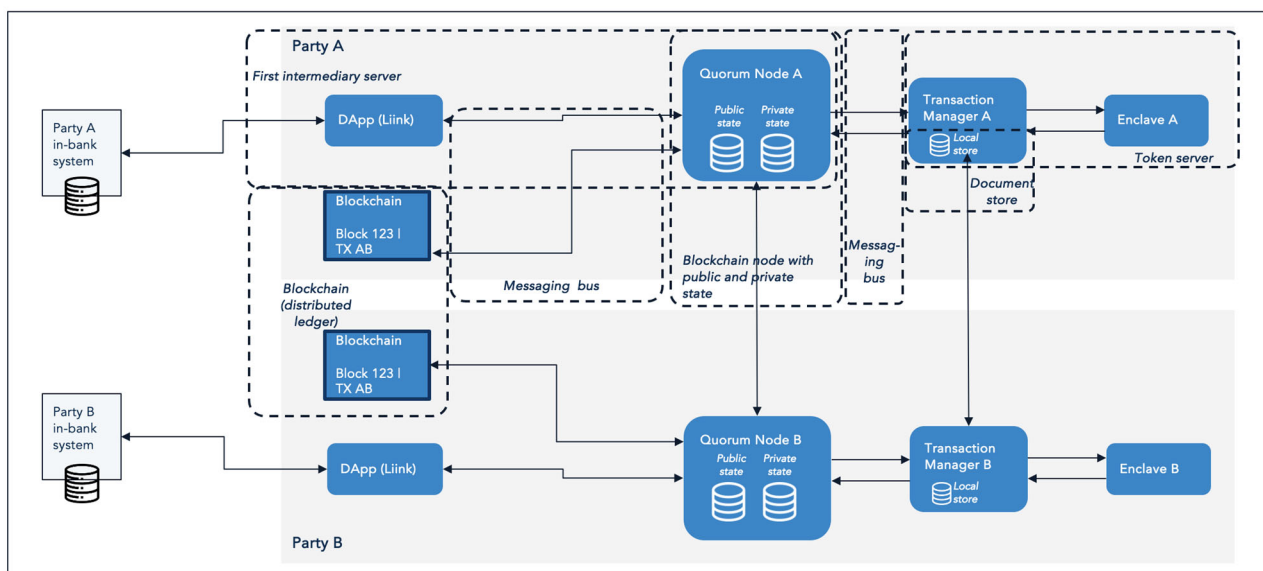 Party A
First intermediary server
Party A
in-bank
system
DApp (Liink)
Quorum Node A
Public
state
Private
state
Transaction
Manager A
Local
store
Enclave A
Token server
Document
store
Blockchain
Block 123 |
TX AB
Messaging bus
Blockchain node with
public and private
state
Messag-
ing
bus
Blockchain
(distributed
ledger)
Blockchain
Block 123 |
TX AB
Party B
in-bank
system
DApp (Liink)
Quorum Node B
Public
state
Private
state
Transaction
Manager B
Local
store
Enclave B
Party B